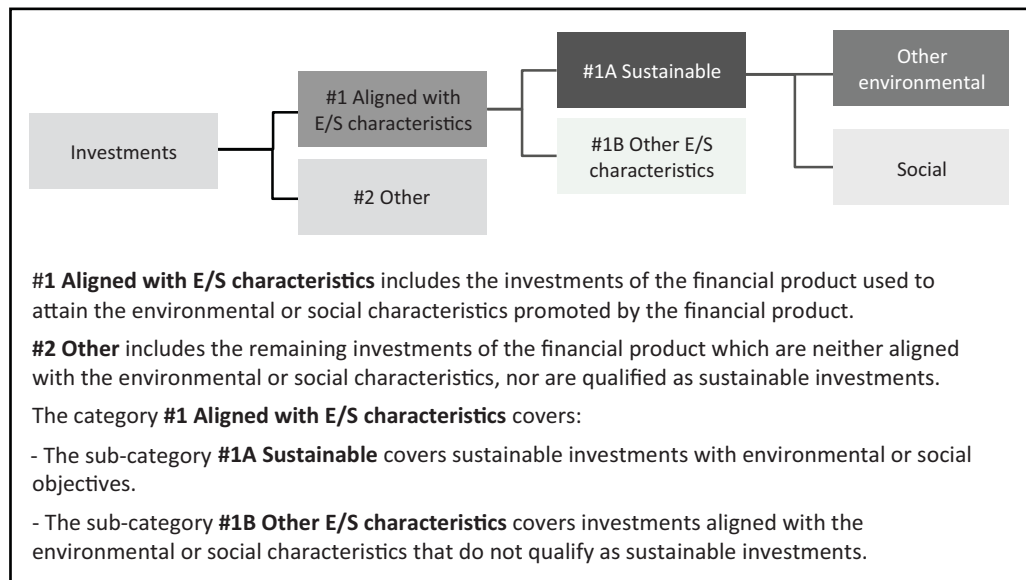 Investments
#1 Aligned with
E/S characteristics
#2 Other
#1A Sustainable
#1B Other E/S
characteristics
Other
environmental
Social
#1 Aligned with E/S characteristics includes the investments of the financial product used to
attain the environmental or social characteristics promoted by the financial product.
#2 Other includes the remaining investments of the financial product which are neither aligned
with the environmental or social characteristics, nor are qualified as sustainable investments.
The category #1 Aligned with E/S characteristics covers:
- The sub-category #1A Sustainable covers sustainable investments with environmental or social
objectives.
- The sub-category #1B Other E/S characteristics covers investments aligned with the
environmental or social characteristics that do not qualify as sustainable investments.